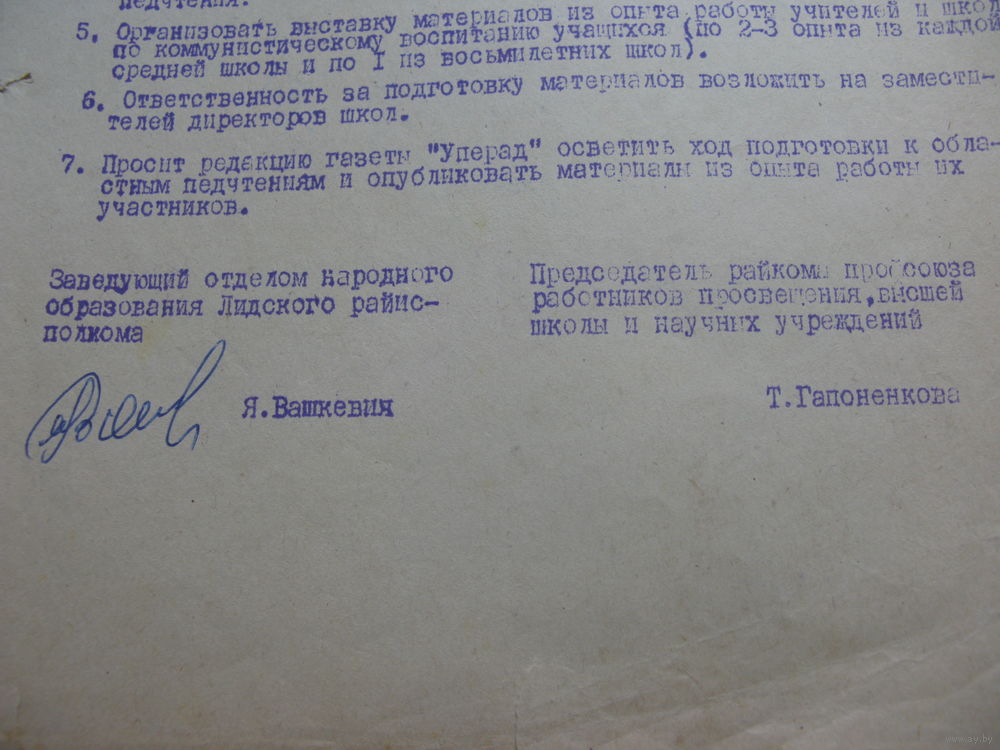 педчтения.
5. Организовать выставку материалов из опыта работы учителей и школ
по коммунистическому воспитанию учащихся (по 2-3 опыта из каждой
средней школы и по I из восьмилетних школ).
6. Ответственность за подготовку материалов возложить на замести-
телей директоров школ.
7. Просит редакцию газеты "Уперад" осветить ход подготовки к обла-
стным педчтениям и опубликовать материалы из опыта работы их
участников.
Заведующий отделом народного
образования Лидского райис-
полкома
Я.Вашкевич
Председатель райкома профсоюза
работников просвещения,высшей
школы и научных учреждений
Т.Гапоненкова
www.ay.by